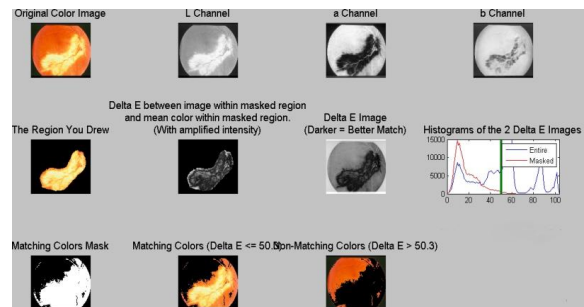 Original Color Image
L Channel
a Channel
b Channel
The Region You Drew
Delta E between image within masked region
and mean color within masked region.
(With amplified intensity)
Delta E Image
(Darker = Better Match)
Histograms of the 2 Delta E Images
15000
10000
5000
0
0 20 40 60 80 100
Entire
Masked
Matching Colors Mask
Matching Colors (Delta E <= 50.3)
Non-Matching Colors (Delta E > 50.3)